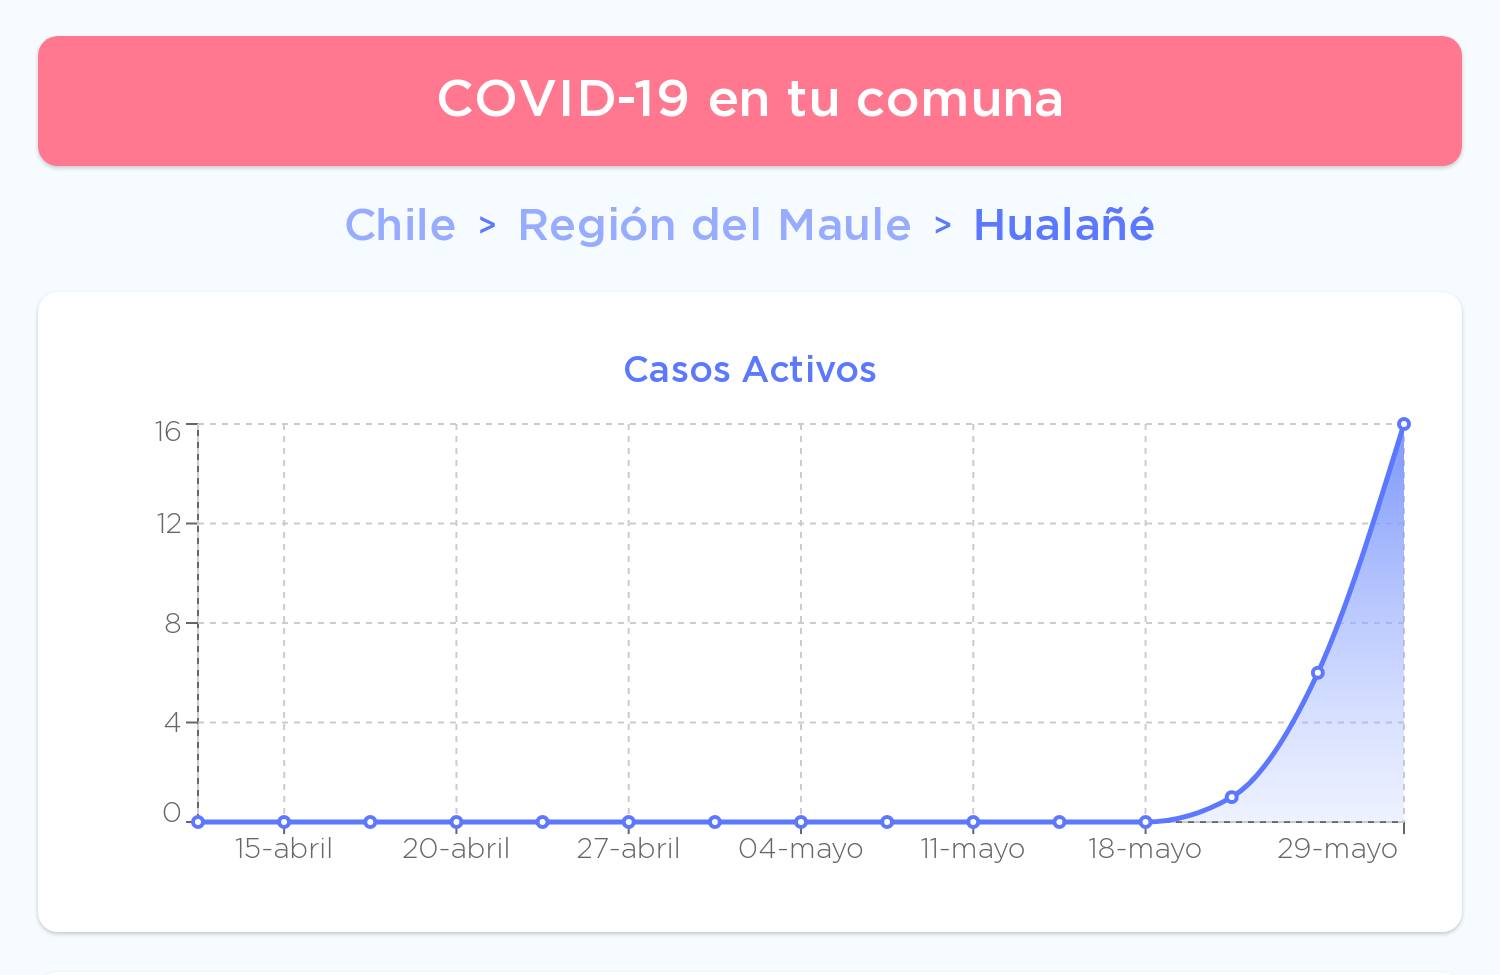 COVID-19 en tu comuna
Chile > Región del Maule > Hualañé
Casos Activos
16
12
8
4
0
15-abril 20-abril 27-abril 04-mayo 11-mayo 18-mayo 29-mayo